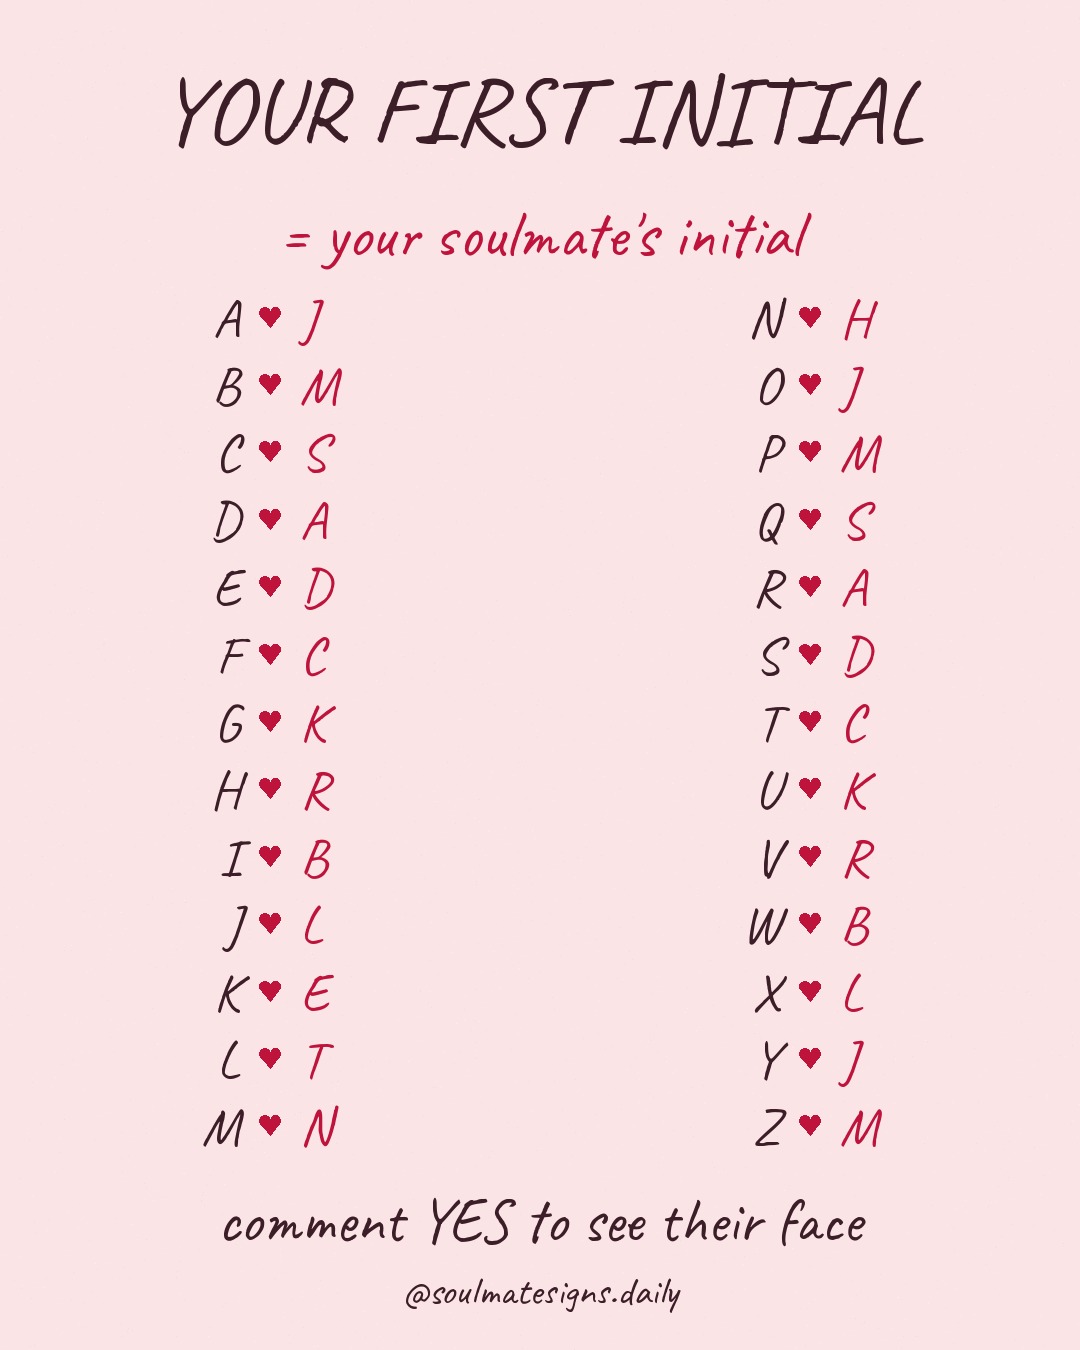 YOUR FIRST INITIAL
= your soulmate's initial
A ♥ J
B ♥ M
C ♥ S
D ♥ A
E ♥ D
F ♥ C
G ♥ K
H ♥ R
I ♥ B
J ♥ L
K ♥ E
L ♥ T
M ♥ N
N ♥ H
O ♥ J
P ♥ M
Q ♥ S
R ♥ A
S ♥ D
T ♥ C
U ♥ K
V ♥ R
W ♥ B
X ♥ L
Y ♥ J
Z ♥ M
comment YES to see their face
@soulmatesigns.daily